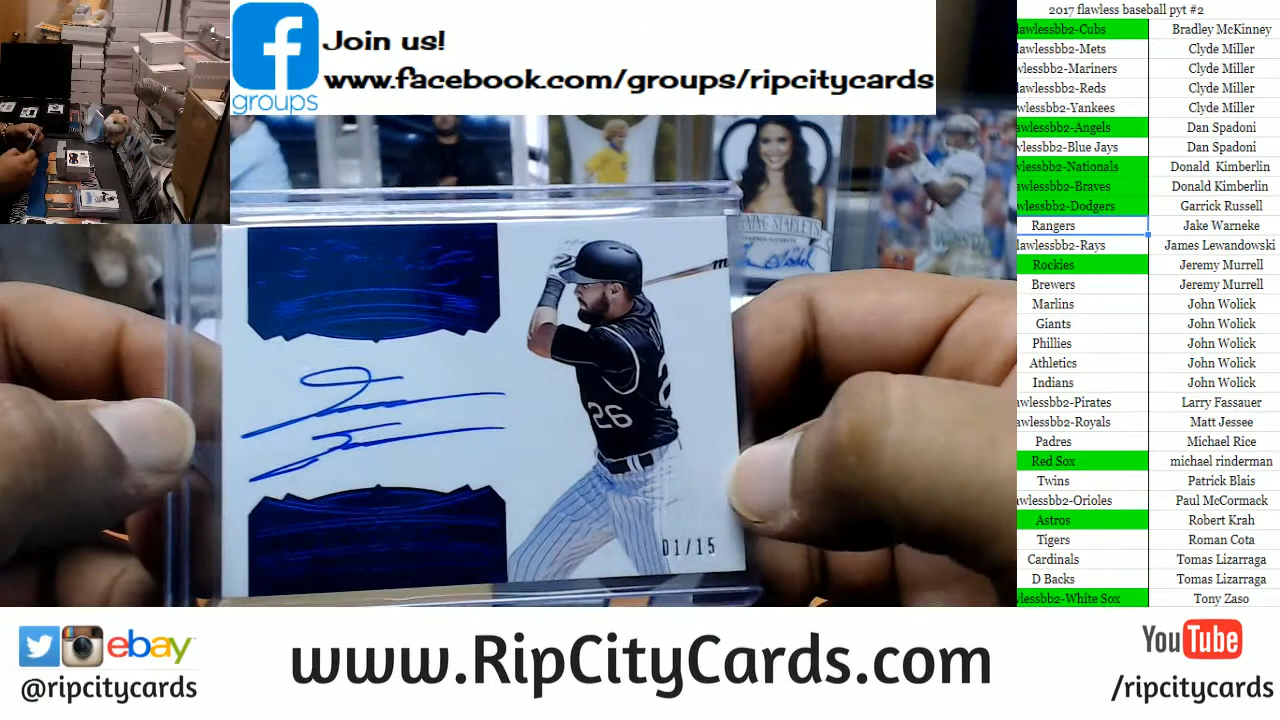 Join us!
www.facebook.com/groups/ripcitycards
groups
26
01/15
2017 flawless baseball pyt #2
lawlessbb2-Cubs Bradley McKinney
lawlessbb2-Mets Clyde Miller
wlessbb2-Mariners Clyde Miller
lawlessbb2-Reds Clyde Miller
wlessbb2-Yankees Clyde Miller
awlessbb2-Angels Dan Spadoni
wlessbb2-Blue Jays Dan Spadoni
lessbb2-Nationals Donald Kimberlin
awlessbb2-Braves Donald Kimberlin
wlessbb2-Dodgers Garrick Russell
Rangers Jake Warneke
lawlessbb2-Rays James Lewandowski
Rockies Jeremy Murrell
Brewers Jeremy Murrell
Marlins John Wolick
Giants John Wolick
Phillies John Wolick
Athletics John Wolick
Indians John Wolick
wlessbb2-Pirates Larry Fassauer
awlessbb2-Royals Matt Jessee
Padres Michael Rice
Red Sox michael rinderman
Twins Patrick Blais
wlessbb2-Orioles Paul McCormack
Astros Robert Krah
Tigers Roman Cota
Cardinals Tomas Lizarraga
D Backs Tomas Lizarraga
lessbb2-White Sox Tony Zaso
ebay
@ripcitycards
www.RipCityCards.com
YouTube
/ripcitycards